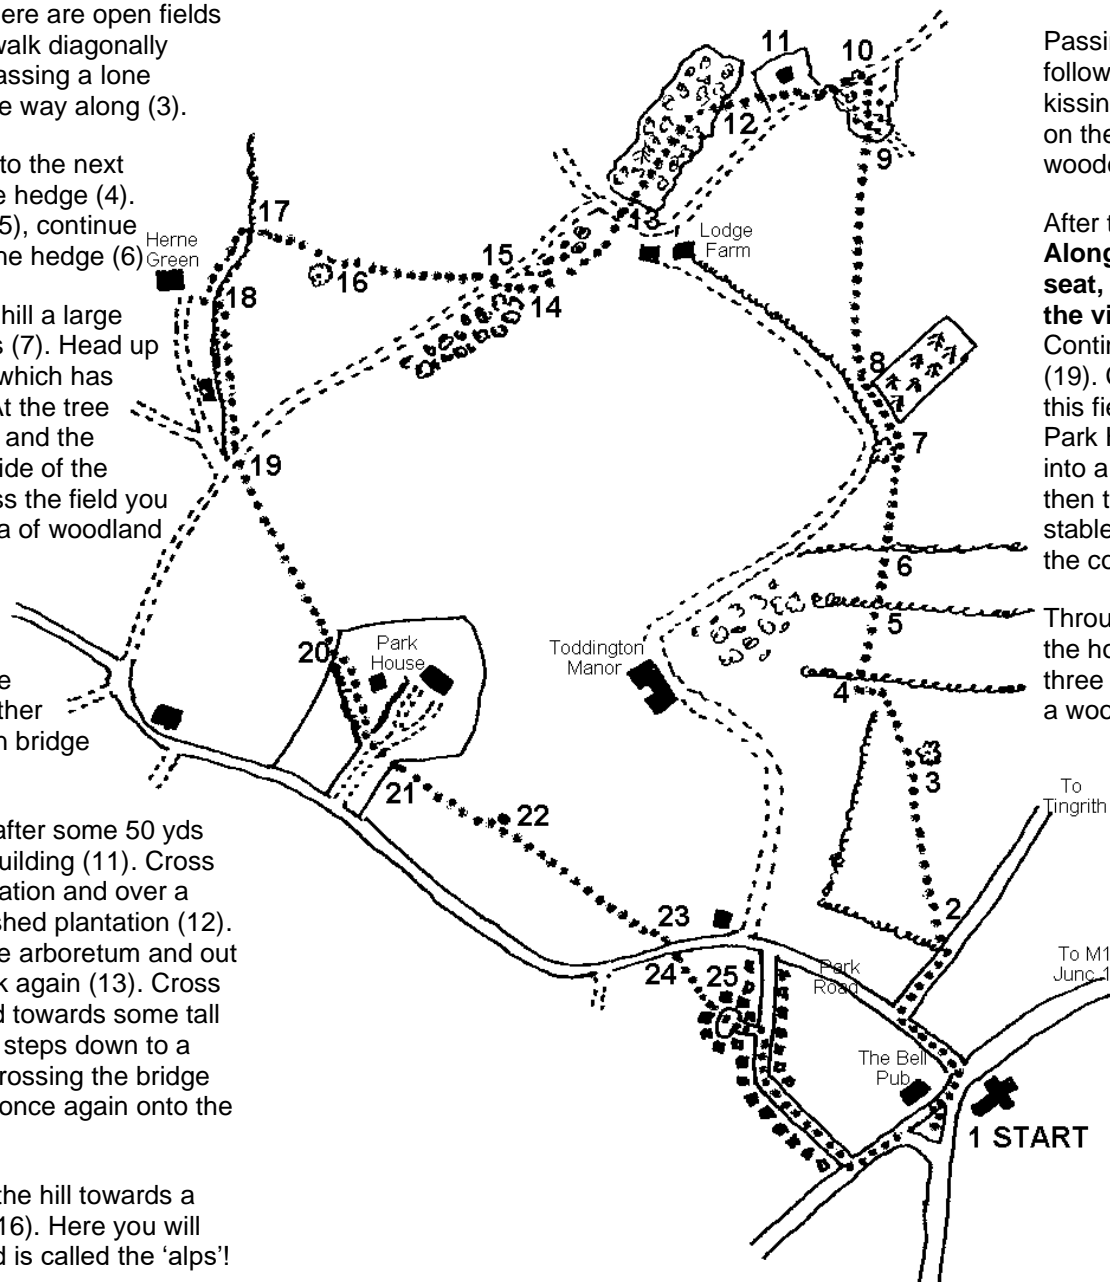 ere are open fields
walk diagonally
assing a lone
e way along (3).
to the next
e hedge (4).
5), continue
ne hedge (6)
hill a large
s (7). Head up
which has
At the tree
and the
ide of the
ss the field you
a of woodland
e
ther
n bridge
after some 50 yds
uilding (11). Cross
ation and over a
shed plantation (12).
e arboretum and out
k again (13). Cross
d towards some tall
steps down to a
rossing the bridge
once again onto the
the hill towards a
16). Here you will
d is called the ‘alps’!
11
10
12
9
13
Lodge
Farm
17
Herne
Green
16
15
14
18
8
7
19
6
5
20
Park
House
Toddington
Manor
4
3
To
Tingrith
21
22
2
23
24
25
Park
Road
To M1
Junc 1
The Bell
Pub
1 START
Passi
follow
kissin
on the
woode
After t
Along
seat,
the vi
Contin
(19). C
this fie
Park H
into a
then t
stable
the co
Throu
the ho
three
a woo